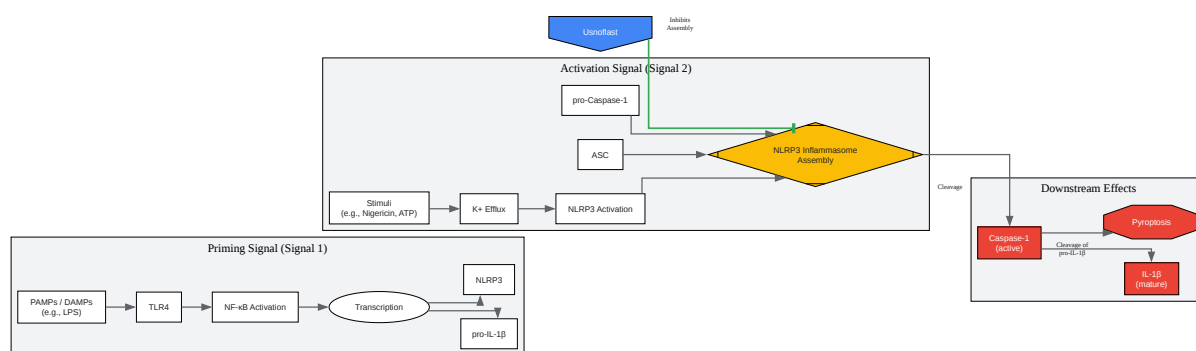 Usnoflast
Inhibits
Assembly
Activation Signal (Signal 2)
pro-Caspase-1
ASC
NLRP3 Inflammasome
Assembly
Stimuli
(e.g., Nigericin, ATP)
K+ Efflux
NLRP3 Activation
Cleavage
Downstream Effects
Pyroptosis
Caspase-1
(active)
Cleavage of
pro-IL-1β
IL-1β
(mature)
Priming Signal (Signal 1)
PAMPs / DAMPs
(e.g., LPS)
TLR4
NF-κB Activation
Transcription
NLRP3
pro-IL-1β